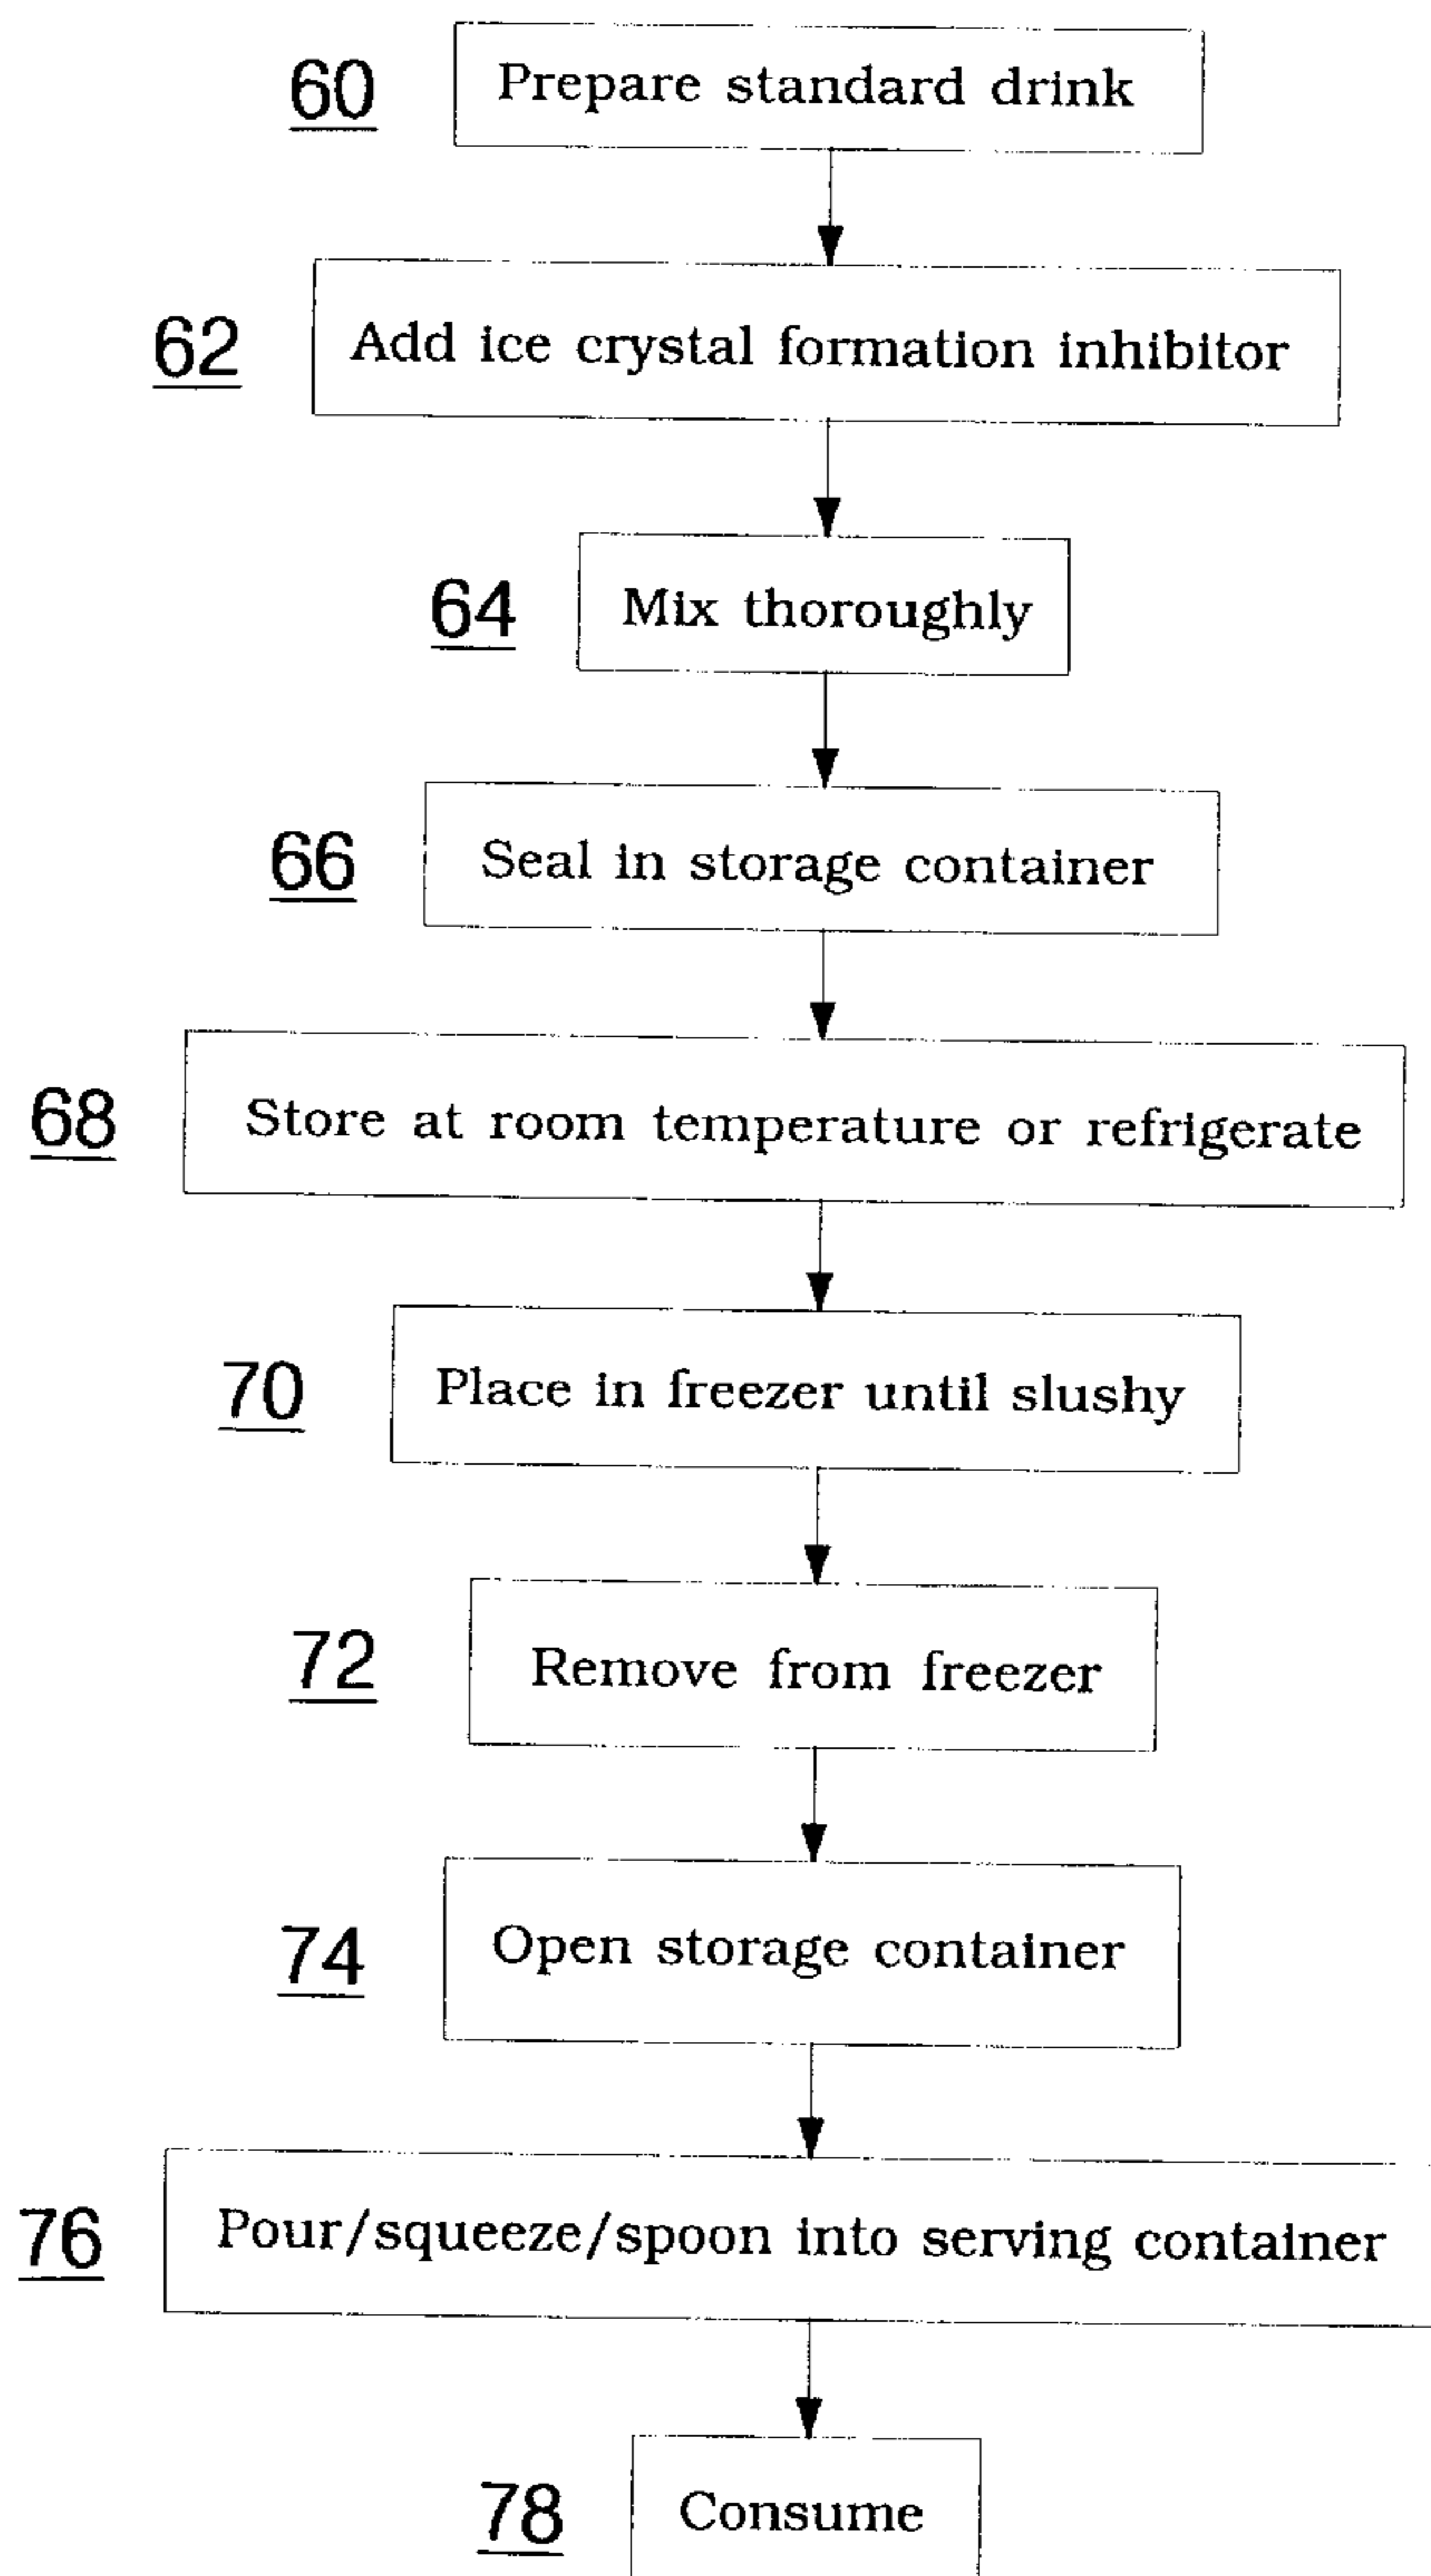 60 Prepare standard drink
62 Add ice crystal formation inhibitor
64 Mix thoroughly
66 Seal in storage container
68 Store at room temperature or refrigerate
70 Place in freezer until slushy
72 Remove from freezer
74 Open storage container
76 Pour/squeeze/spoon into serving container
78 Consume